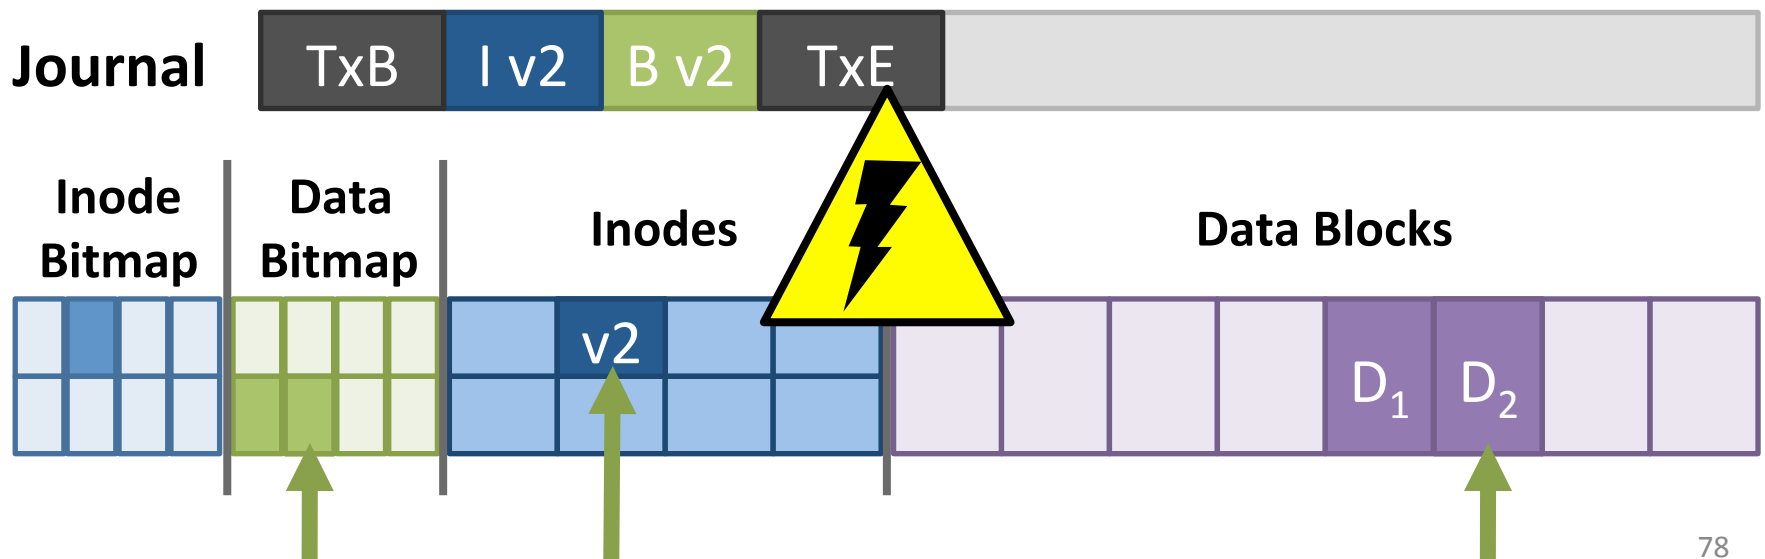 Journal TxB I v2 B v2 TxE
Inode
Bitmap
Data
Bitmap
Inodes
Data Blocks
v2
D₁
D₂
78